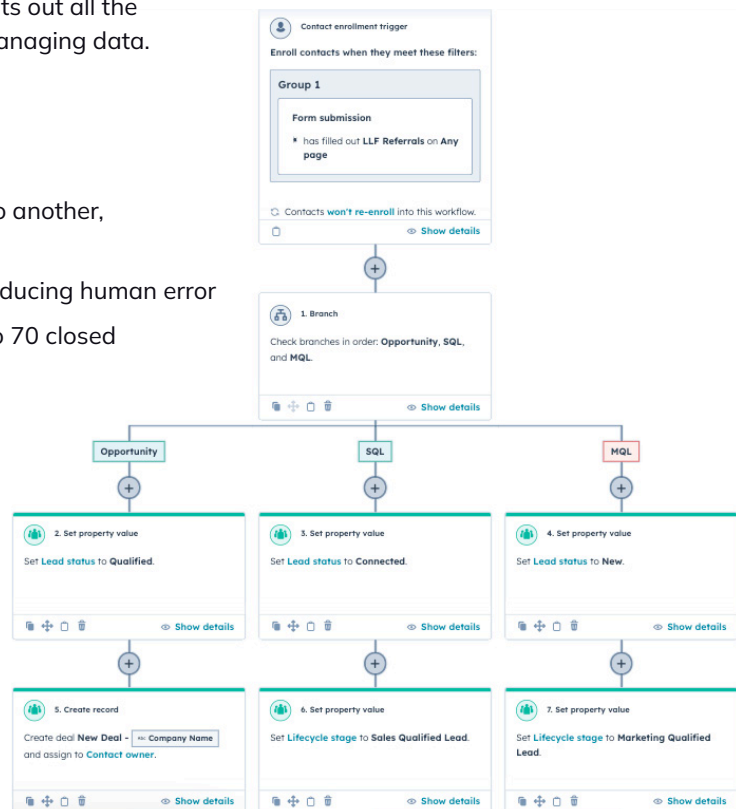 ts out all the
anaging data.
o another,
ducing human error
o 70 closed
Contact enrollment trigger
Enroll contacts when they meet these filters:
Group 1
Form submission
has filled out LLF Referrals on Any
page
Contacts won't re-enroll into this workflow.
Show details
1. Branch
Check branches in order: Opportunity, SQL,
and MQL.
Show details
Opportunity
SQL
MQL
2. Set property value
Set Lead status to Qualified.
Show details
3. Set property value
Set Lead status to Connected.
Show details
4. Set property value
Set Lead status to New.
Show details
5. Create record
Create deal New Deal - Company Name
and assign to Contact owner.
Show details
6. Set property value
Set Lifecycle stage to Sales Qualified Lead.
Show details
7. Set property value
Set Lifecycle stage to Marketing Qualified
Lead.
Show details